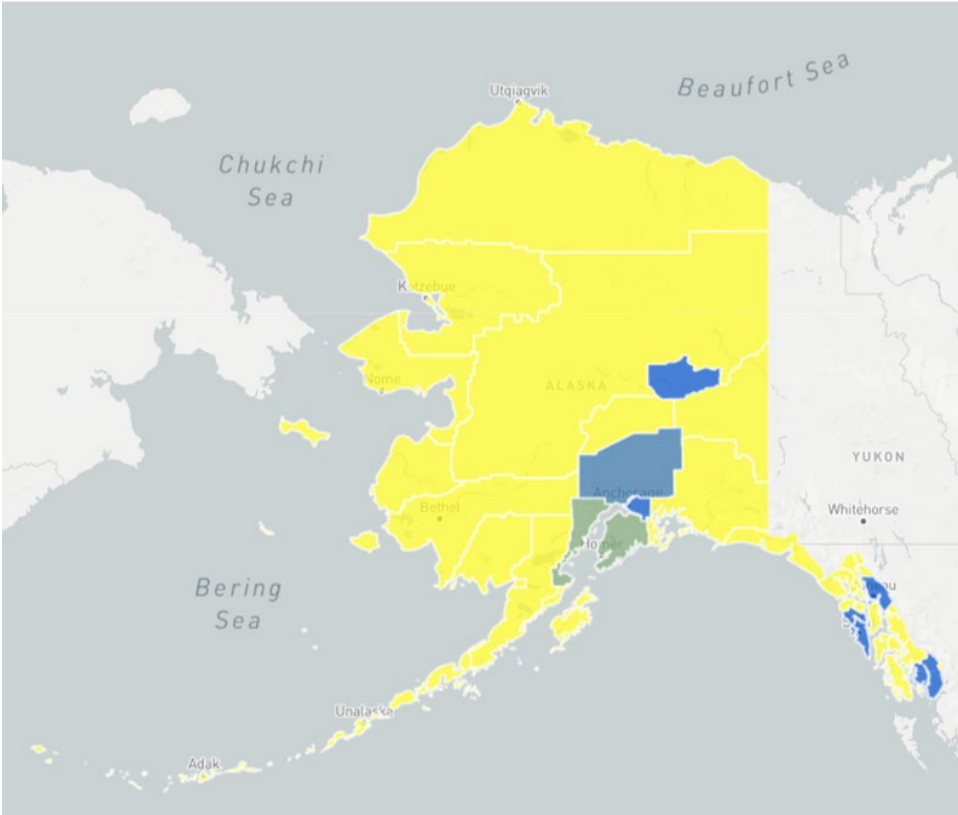 Utqiagvik
Beaufort Sea
Chukchi
Sea
Kotzebue
Nome
ALASKA
YUKON
Anchorage
Bethel
Whitehorse
Homer
Bering
Sea
Unalaska
Adak